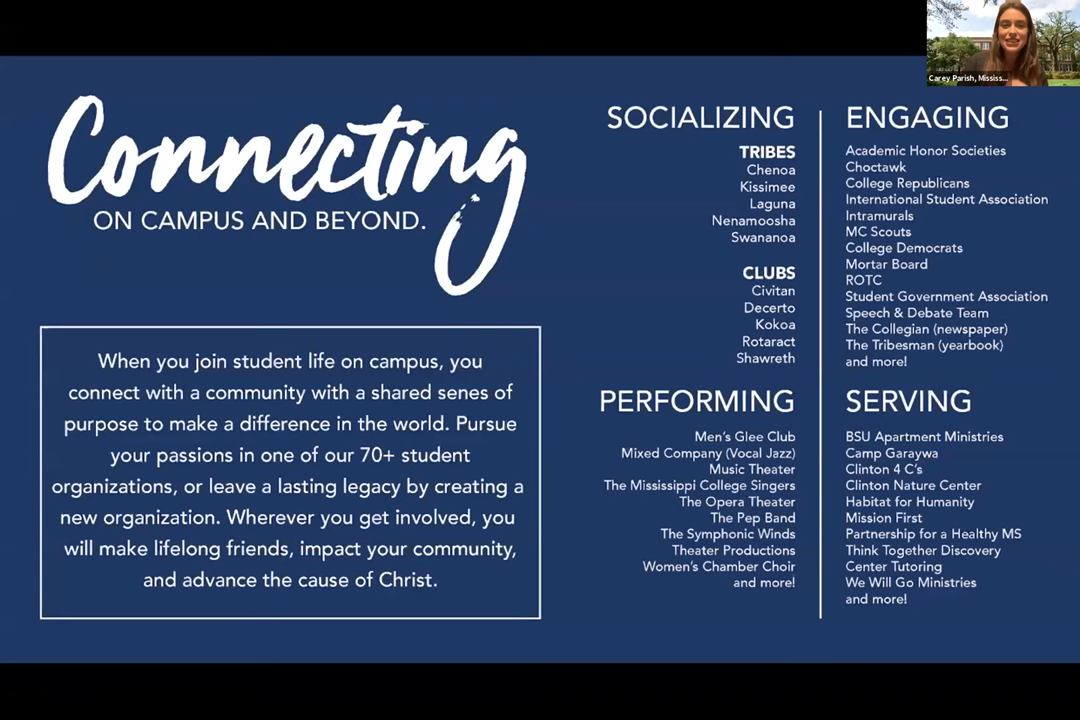 Carey Parish, Mississ...
Connecting
ON CAMPUS AND BEYOND.
When you join student life on campus, you
connect with a community with a shared senes of
purpose to make a difference in the world. Pursue
your passions in one of our 70+ student
organizations, or leave a lasting legacy by creating a
new organization. Wherever you get involved, you
will make lifelong friends, impact your community,
and advance the cause of Christ.
SOCIALIZING
TRIBES
Chenoa
Kissimee
Laguna
Nenamoosha
Swananoa
CLUBS
Civitan
Decerto
Kokoa
Rotaract
Shawreth
PERFORMING
Men's Glee Club
Mixed Company (Vocal Jazz)
Music Theater
The Mississippi College Singers
The Opera Theater
The Pep Band
The Symphonic Winds
Theater Productions
Women's Chamber Choir
and more!
ENGAGING
Academic Honor Societies
Choctawk
College Republicans
International Student Association
Intramurals
MC Scouts
College Democrats
Mortar Board
ROTC
Student Government Association
Speech & Debate Team
The Collegian (newspaper)
The Tribesman (yearbook)
and more!
SERVING
BSU Apartment Ministries
Camp Garaywa
Clinton 4 C's
Clinton Nature Center
Habitat for Humanity
Mission First
Partnership for a Healthy MS
Think Together Discovery
Center Tutoring
We Will Go Ministries
and more!